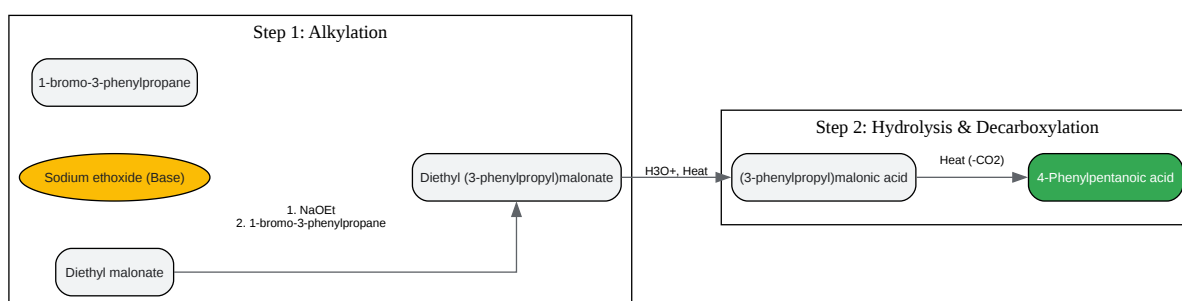 Step 1: Alkylation
1-bromo-3-phenylpropane
Sodium ethoxide (Base)
Diethyl malonate
1. NaOEt
2. 1-bromo-3-phenylpropane
Diethyl (3-phenylpropyl)malonate
H3O+, Heat
Step 2: Hydrolysis & Decarboxylation
(3-phenylpropyl)malonic acid
Heat (-CO2)
4-Phenylpentanoic acid